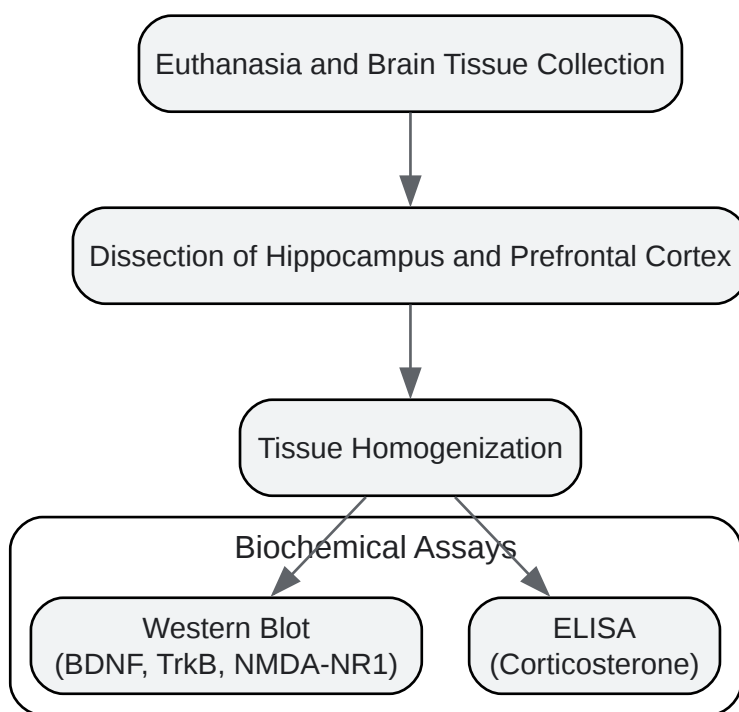 Euthanasia and Brain Tissue Collection
Dissection of Hippocampus and Prefrontal Cortex
Tissue Homogenization
Biochemical Assays
Western Blot
(BDNF, TrkB, NMDA-NR1)
ELISA
(Corticosterone)